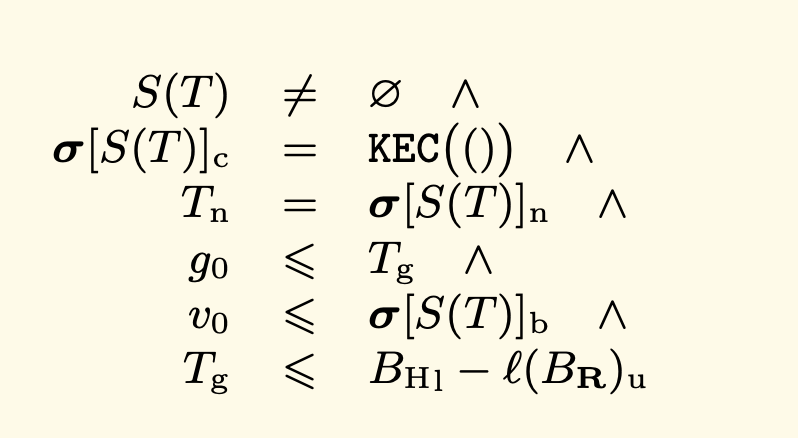 S(T) ≠ ∅ ∧
σ[S(T)]c = KEC(()) ∧
Tn = σ[S(T)]n ∧
g0 ⩽ Tg ∧
v0 ⩽ σ[S(T)]b ∧
Tg ⩽ BHl − ℓ(BR)u